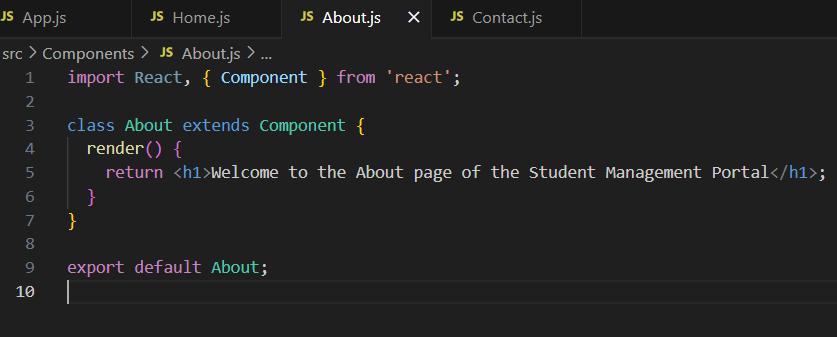 JS App.js JS Home.js JS About.js × JS Contact.js
src > Components > JS About.js > ...
1 import React, { Component } from 'react';
2
3 class About extends Component {
4   render() {
5     return <h1>Welcome to the About page of the Student Management Portal</h1>;
6   }
7 }
8
9 export default About;
10